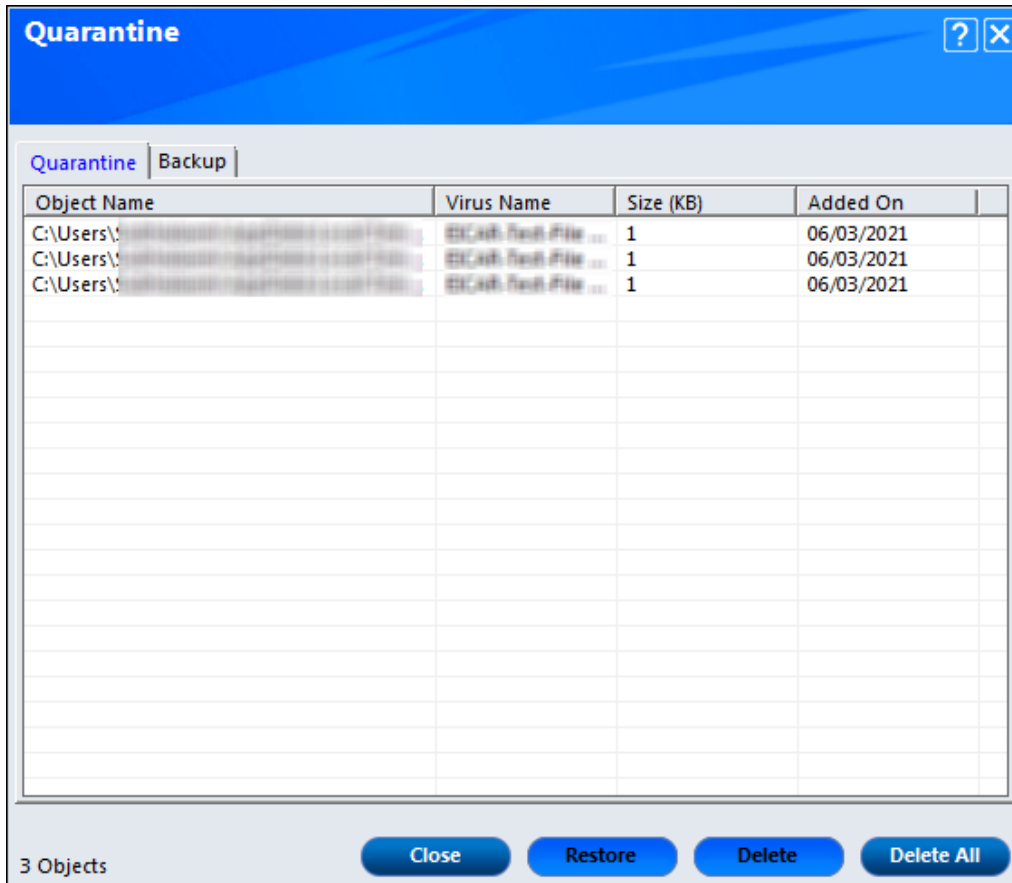 Quarantine
Quarantine Backup
Object Name Virus Name Size (KB) Added On
C:\Users\ 1 06/03/2021
C:\Users\ 1 06/03/2021
C:\Users\ 1 06/03/2021
3 Objects Close Restore Delete Delete All